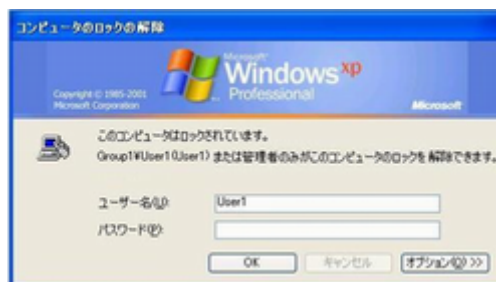 コンピュータのロックの解除
Copyright © 1985-2001
Microsoft Corporation
Microsoft
Windows xp
Professional
Microsoft
このコンピュータはロックされています。
Group1¥User1(User1) または管理者のみがこのコンピュータのロックを解除できます。
ユーザー名(U):
User1
パスワード(P):
OK
キャンセル
オプション(O) >>